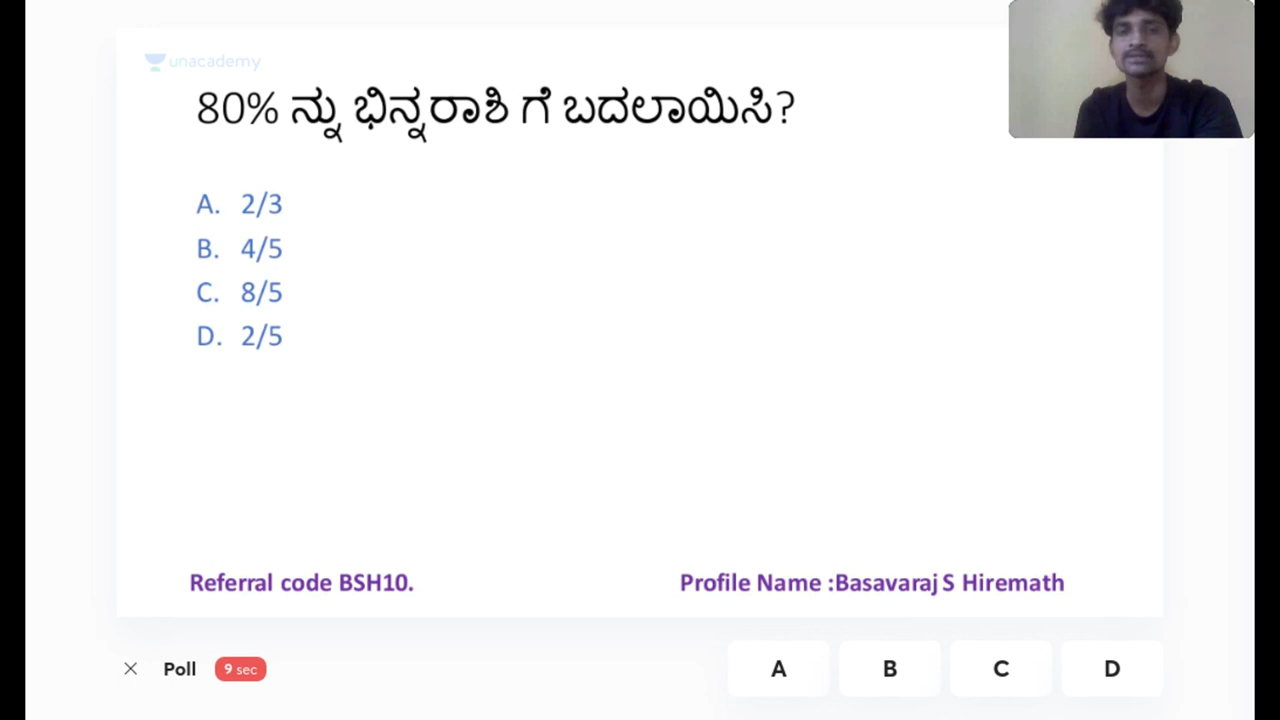 unacademy
80% ನ್ನು ಭಿನ್ನರಾಶಿ ಗೆ ಬದಲಾಯಿಸಿ?
A. 2/3
B. 4/5
C. 8/5
D. 2/5
Referral code BSH10. Profile Name :Basavaraj S Hiremath
Poll 9 sec A B C D